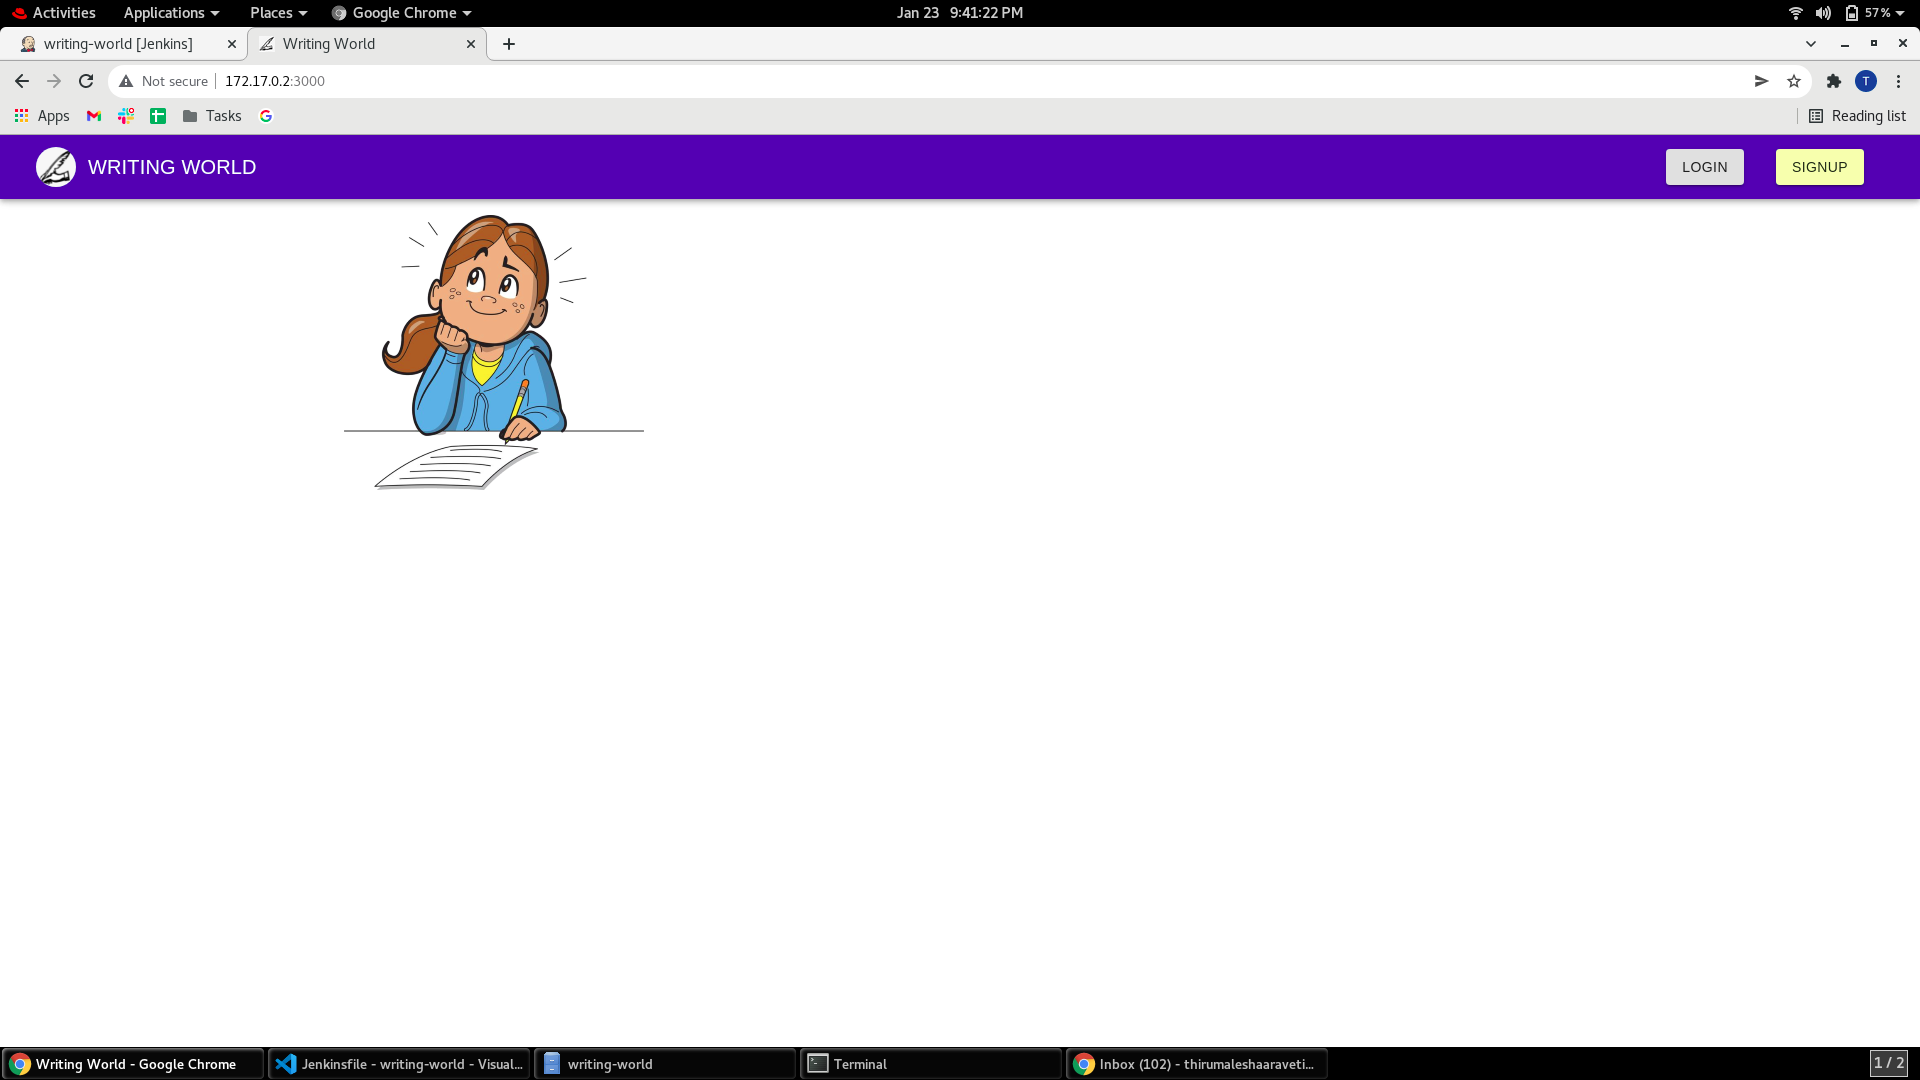 Activities Applications Places Google Chrome Jan 23 9:41:22 PM 57%
writing-world [Jenkins] Writing World
Not secure 172.17.0.2:3000 T
Apps Tasks Reading list
WRITING WORLD LOGIN SIGNUP
Writing World - Google Chrome Jenkinsfile - writing-world - Visual... writing-world Terminal Inbox (102) - thirumaleshaaraveti... 1 / 2